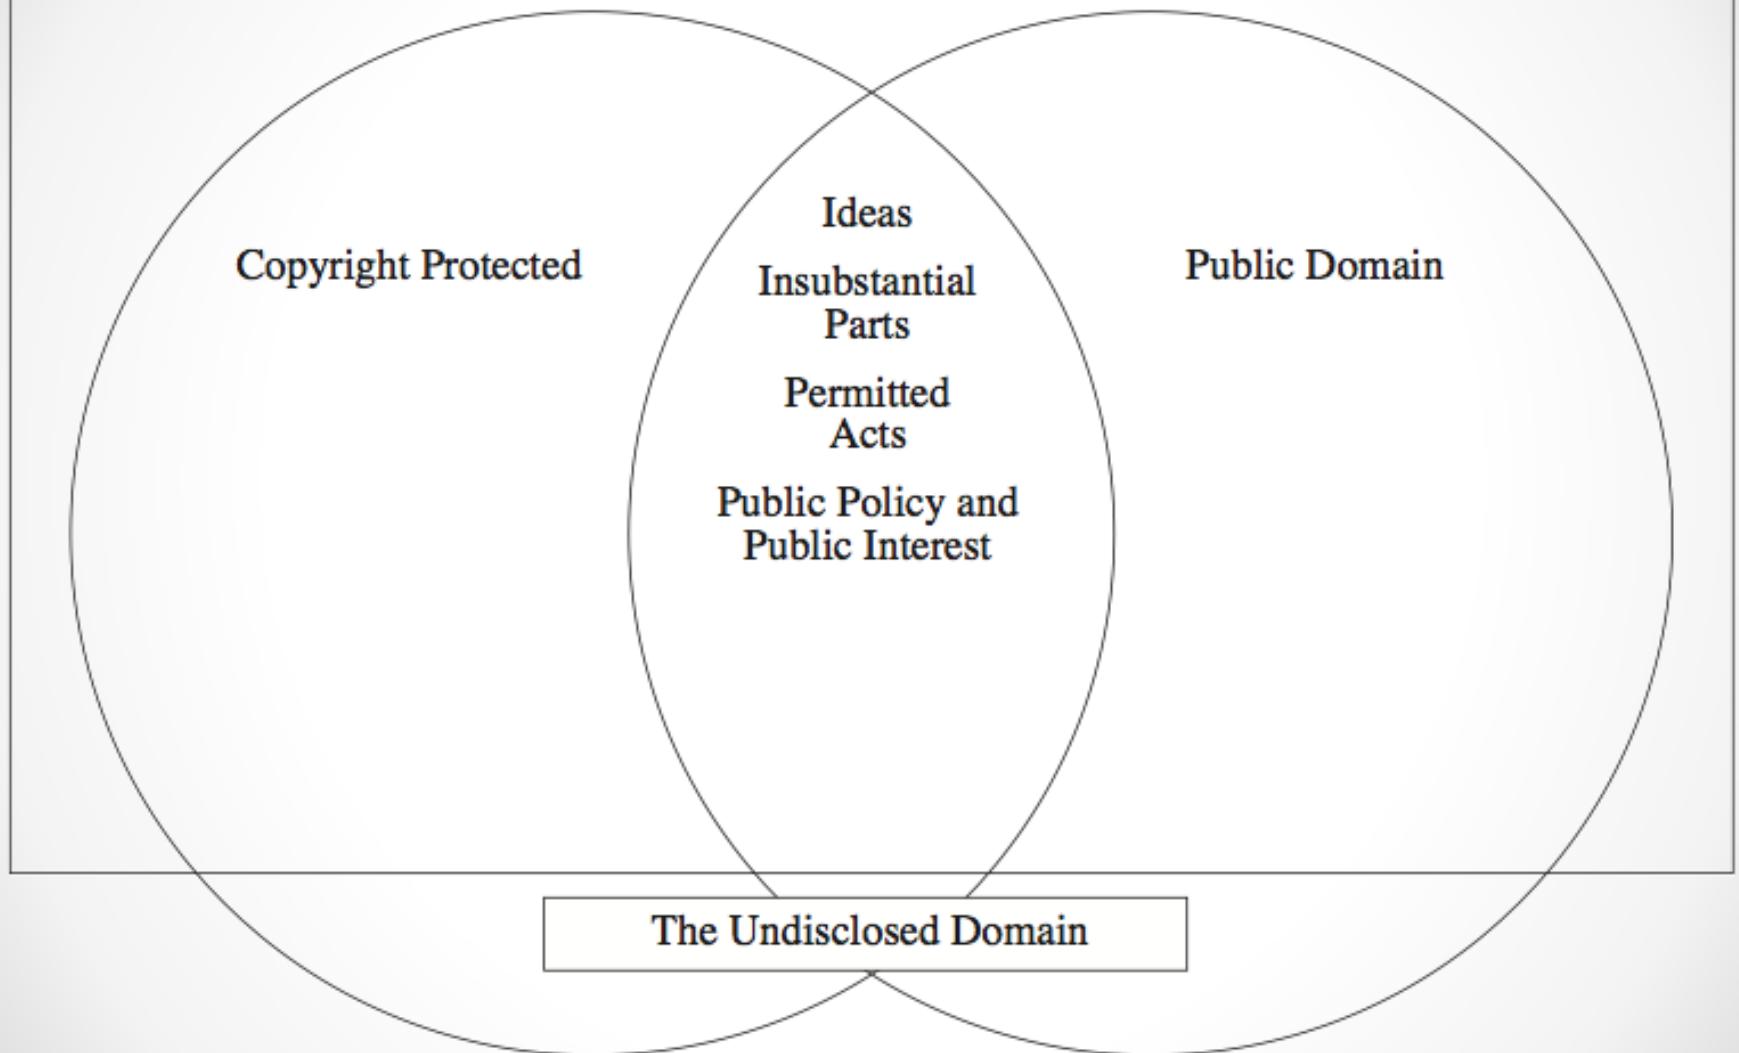 Copyright Protected
Ideas
Insubstantial
Parts
Permitted
Acts
Public Policy and
Public Interest
Public Domain
The Undisclosed Domain